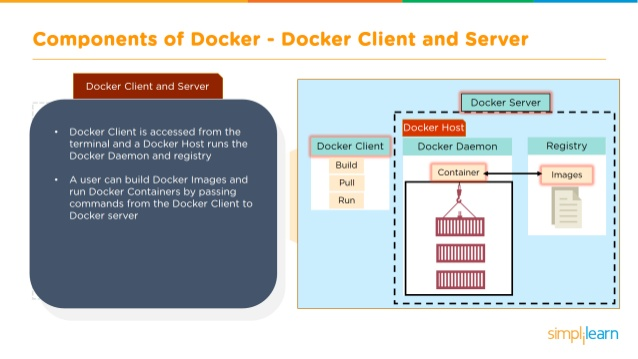 Components of Docker - Docker Client and Server
Docker Client and Server
• Docker Client is accessed from the
terminal and a Docker Host runs the
Docker Daemon and registry
• A user can build Docker Images and
run Docker Containers by passing
commands from the Docker Client to
Docker server
Docker Server
Docker Host
Docker Client
Docker Daemon
Registry
Build
Pull
Run
Container
Images
simplilearn